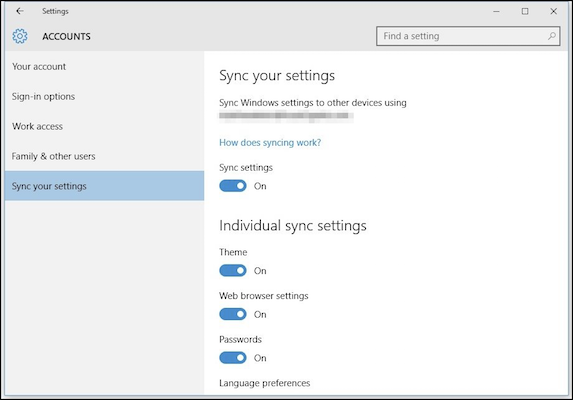 Settings
ACCOUNTS
Find a setting
Your account
Sign-in options
Work access
Family & other users
Sync your settings
Sync your settings
Sync Windows settings to other devices using
How does syncing work?
Sync settings
On
Individual sync settings
Theme
On
Web browser settings
On
Passwords
On
Language preferences